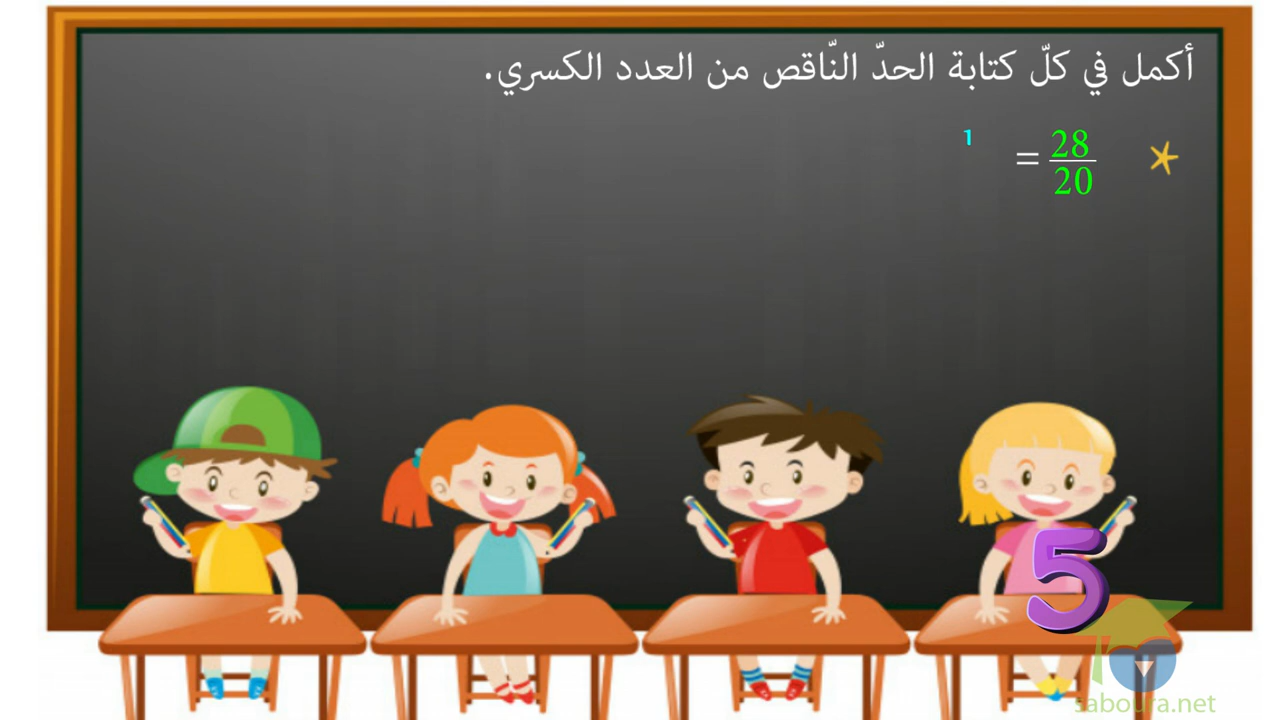 أكمل في كلّ كتابة الحدّ النّاقص من العدد الكسري.
28/20 = 1
5
saboura.net